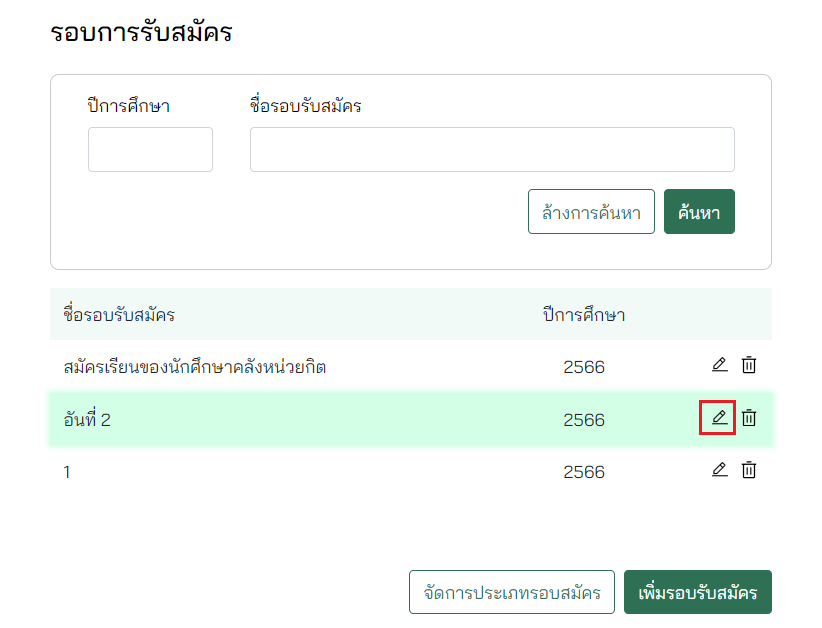 รอบการรับสมัคร
ปีการศึกษา ชื่อรอบรับสมัคร
ล้างการค้นหา ค้นหา
ชื่อรอบรับสมัคร ปีการศึกษา
สมัครเรียนของนักศึกษาคลังหน่วยกิต 2566
อันที่ 2 2566
1 2566
จัดการประเภทรอบสมัคร เพิ่มรอบรับสมัคร